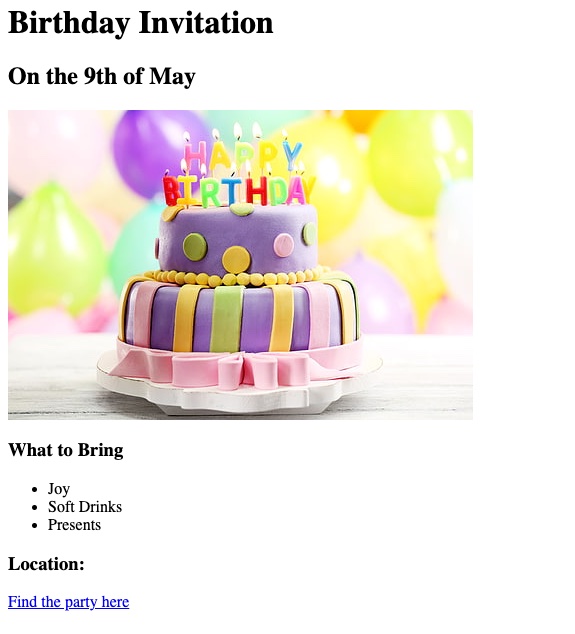 Birthday Invitation
On the 9th of May
HAPPY
BIRTHDAY
What to Bring
Joy
Soft Drinks
Presents
Location:
Find the party here